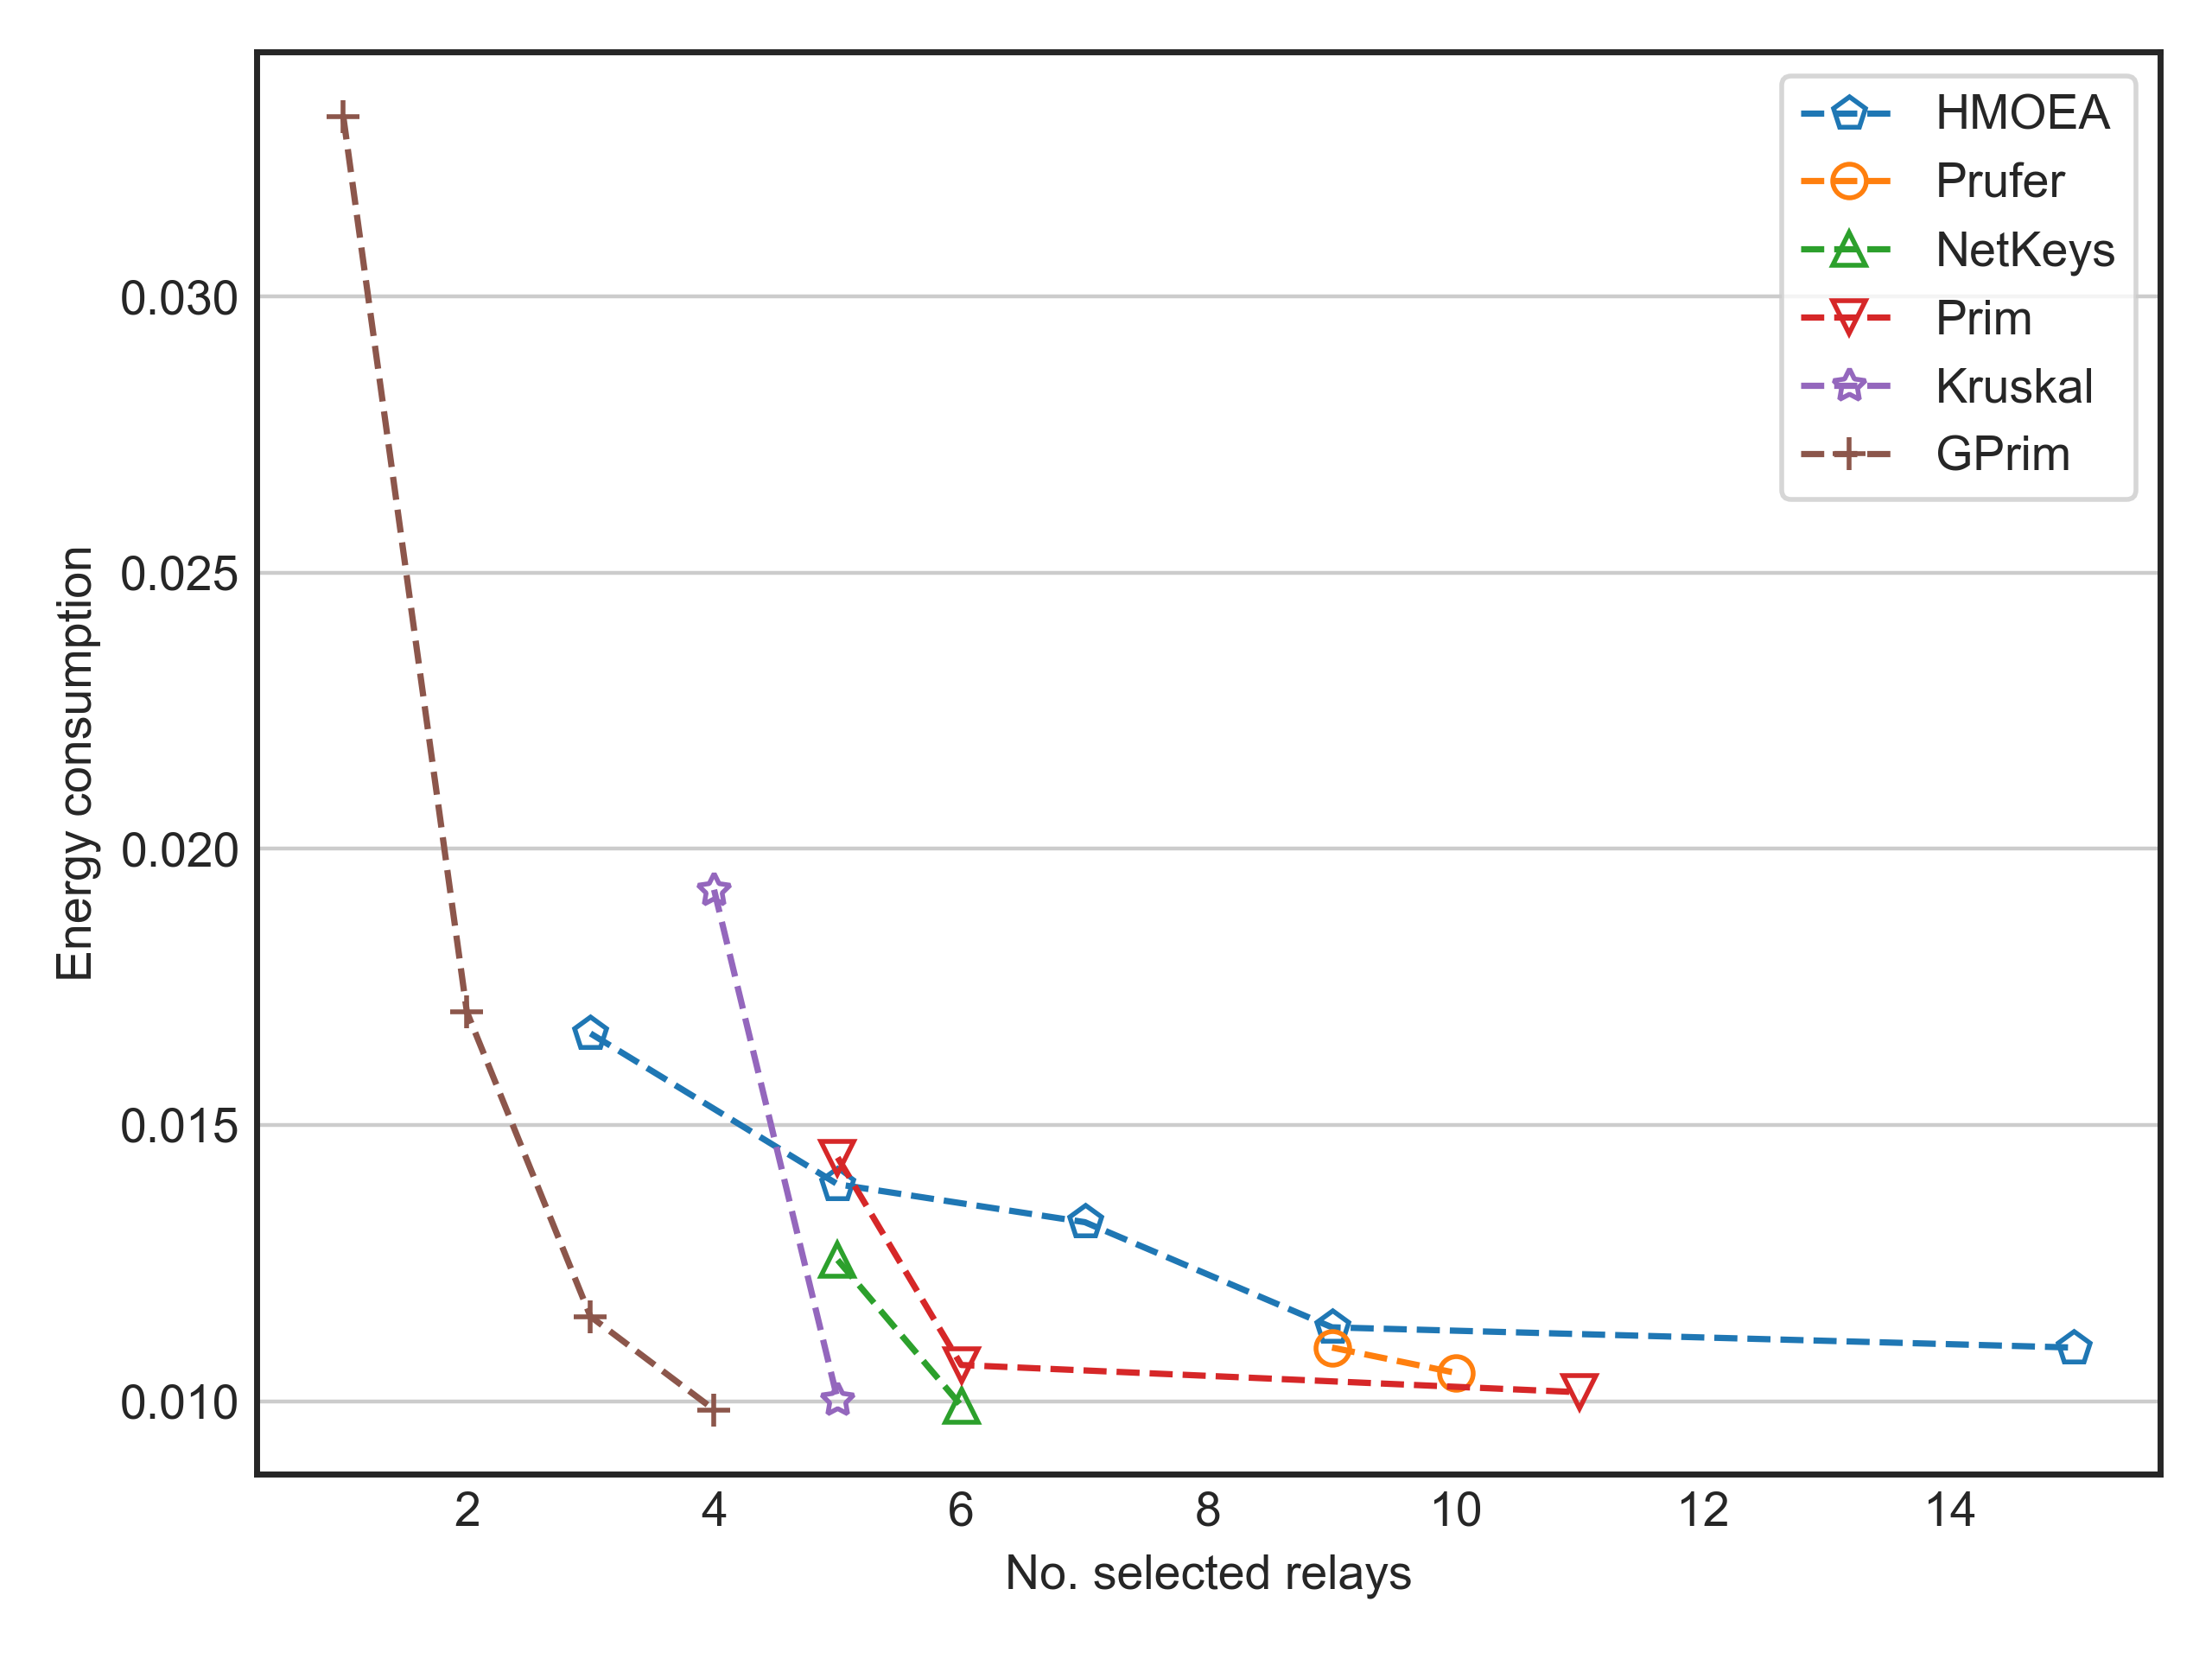 HMOEA
Prufer
NetKeys
Prim
Kruskal
GPrim
0.030
0.025
0.020
0.015
0.010
Energy consumption
2 4 6 8 10 12 14
No. selected relays